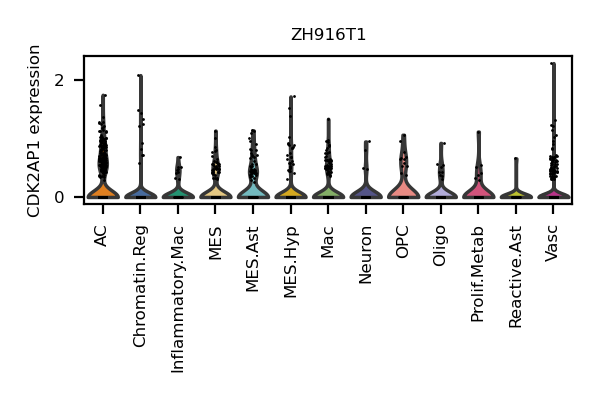 ZH916T1
CDK2AP1 expression
2
0
AC
Chromatin.Reg
Inflammatory.Mac
MES
MES.Ast
MES.Hyp
Mac
Neuron
OPC
Oligo
Prolif.Metab
Reactive.Ast
Vasc